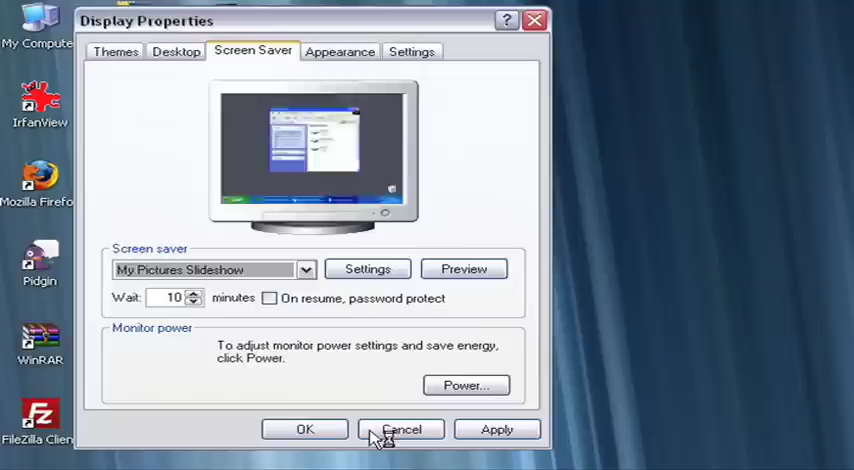 Display Properties
My Compute
Themes Desktop Screen Saver Appearance Settings
IrfanView
Mozilla Firefo
Screen saver
My Pictures Slideshow Settings Preview
Pidgin
Wait: 10 minutes On resume, password protect
Monitor power
To adjust monitor power settings and save energy,
click Power.
WinRAR
Power...
OK Cancel Apply
FileZilla Clien